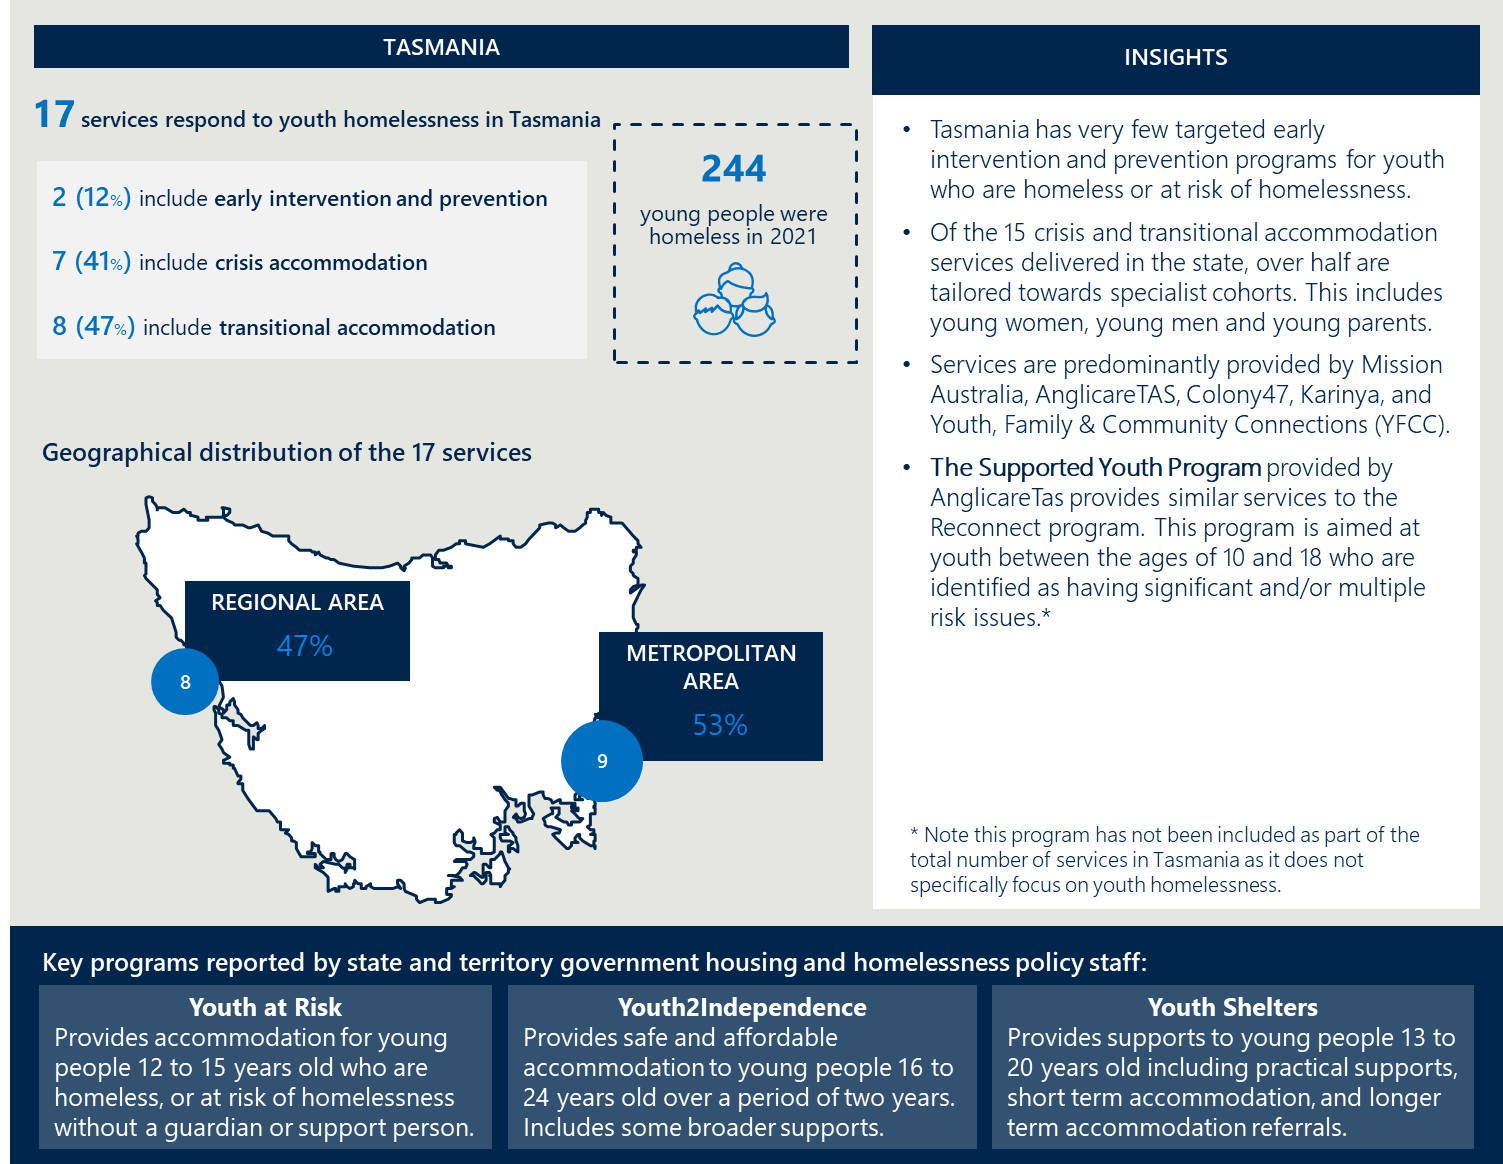 TASMANIA
17 services respond to youth homelessness in Tasmania
2 (12%) include early intervention and prevention
7 (41%) include crisis accommodation
8 (47%) include transitional accommodation
244
young people were
homeless in 2021
Geographical distribution of the 17 services
REGIONAL AREA
47%
8
METROPOLITAN
AREA
53%
9
INSIGHTS
• Tasmania has very few targeted early
intervention and prevention programs for youth
who are homeless or at risk of homelessness.
• Of the 15 crisis and transitional accommodation
services delivered in the state, over half are
tailored towards specialist cohorts. This includes
young women, young men and young parents.
• Services are predominantly provided by Mission
Australia, AnglicareTAS, Colony47, Karinya, and
Youth, Family & Community Connections (YFCC).
• The Supported Youth Program provided by
AnglicareTas provides similar services to the
Reconnect program. This program is aimed at
youth between the ages of 10 and 18 who are
identified as having significant and/or multiple
risk issues.*
* Note this program has not been included as part of the
total number of services in Tasmania as it does not
specifically focus on youth homelessness.
Key programs reported by state and territory government housing and homelessness policy staff:
Youth at Risk
Provides accommodation for young
people 12 to 15 years old who are
homeless, or at risk of homelessness
without a guardian or support person.
Youth2Independence
Provides safe and affordable
accommodation to young people 16 to
24 years old over a period of two years.
Includes some broader supports.
Youth Shelters
Provides supports to young people 13 to
20 years old including practical supports,
short term accommodation, and longer
term accommodation referrals.